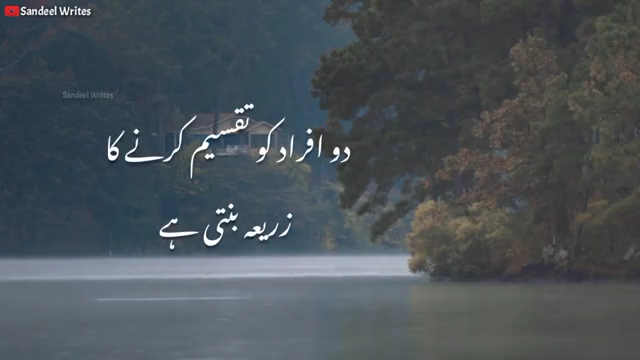 Sandeel Writes
Sandeel Writes
دو افراد کو تقسیم کرنے کا
زریعہ بنتی ہے